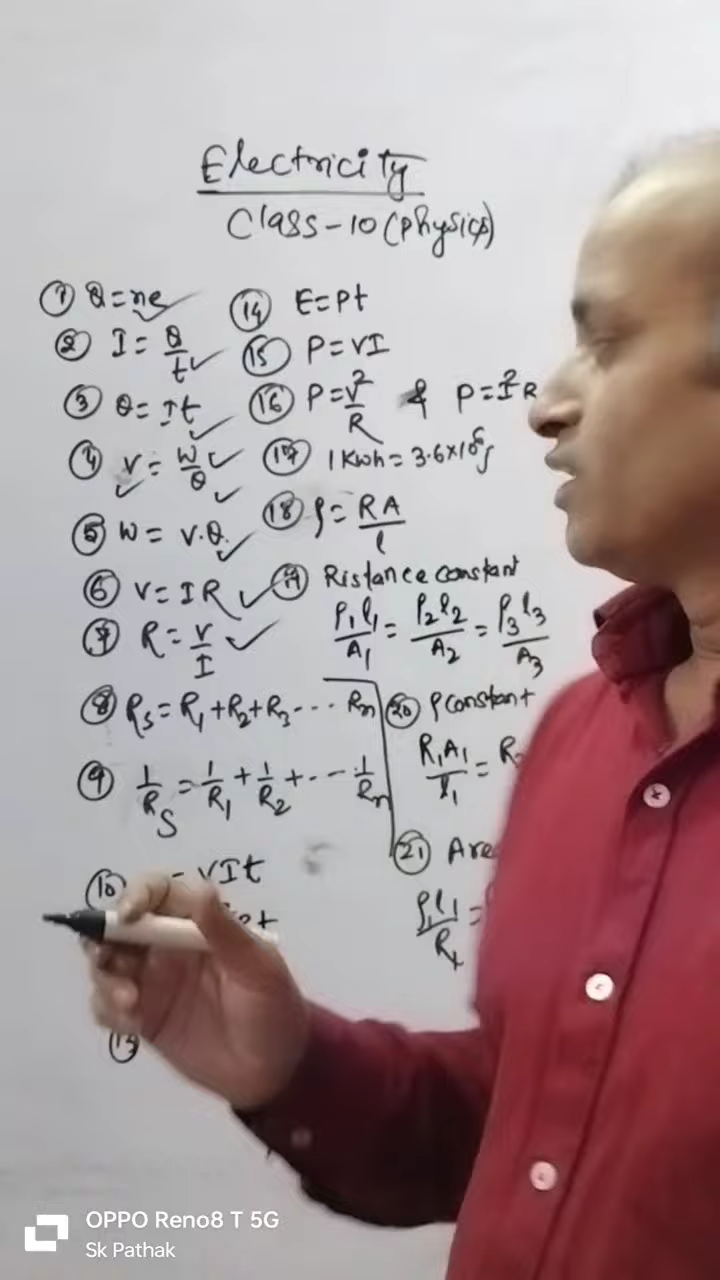 Electricity
Class-10 (Physics)
① Q=ne
② I = Q/t
③ Q= It
④ V = W/Q
⑤ W = V.Q.
⑥ V = IR
⑦ R = V/I
⑧ Rs = R₁+R₂+R₃--- Rn
⑨ 1/Rs = 1/R₁ + 1/R₂ + --- 1/Rn
⑩ = VIt
⑭ E=Pt
⑮ P=VI
⑯ P=V²/R & P=I²R
⑰ 1 Kwh = 3.6×10⁶J
⑱ ρ = RA/l
⑲ Ristance constant
ρ₁l₁/A₁ = ρ₂l₂/A₂ = ρ₃l₃/A₃
⑳ ρ constant
R₁A₁/l₁ =
㉑
ρ₁l₁/R₁ =
OPPO Reno8 T 5G
Sk Pathak